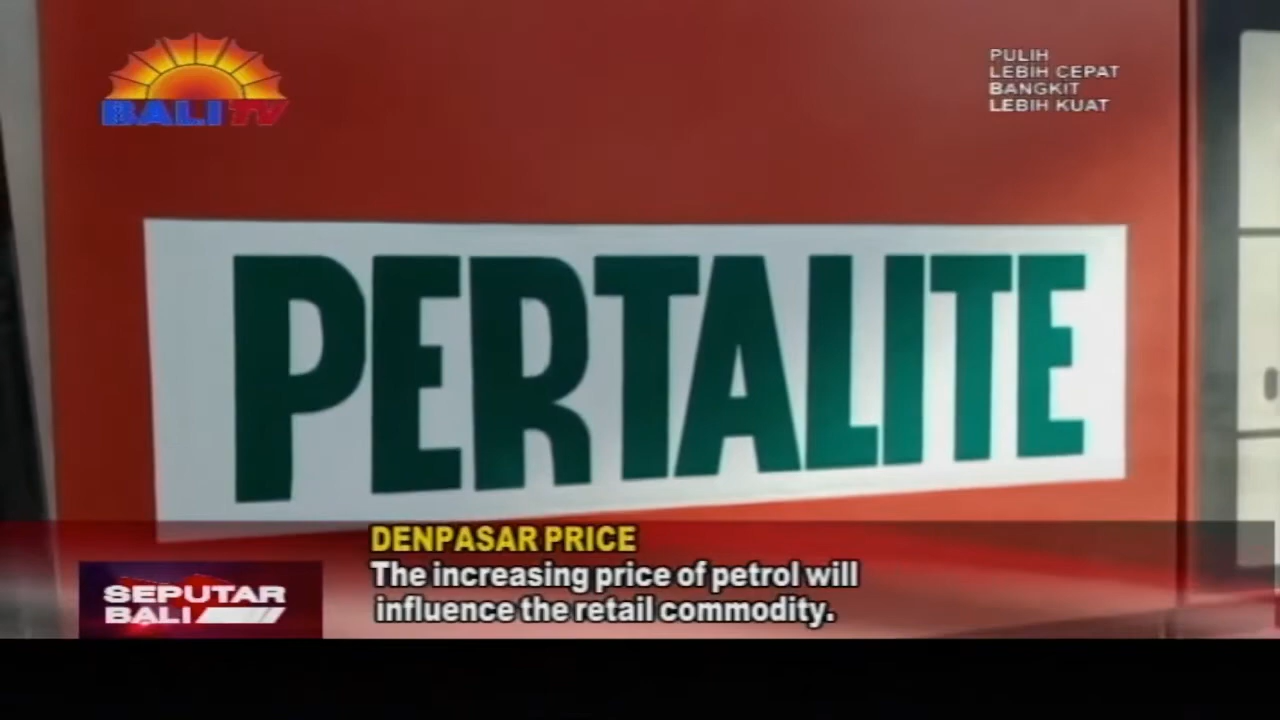 BALI TV
PULIH
LEBIH CEPAT
BANGKIT
LEBIH KUAT
PERTALITE
DENPASAR PRICE
The increasing price of petrol will
influence the retail commodity.
SEPUTAR
BALI